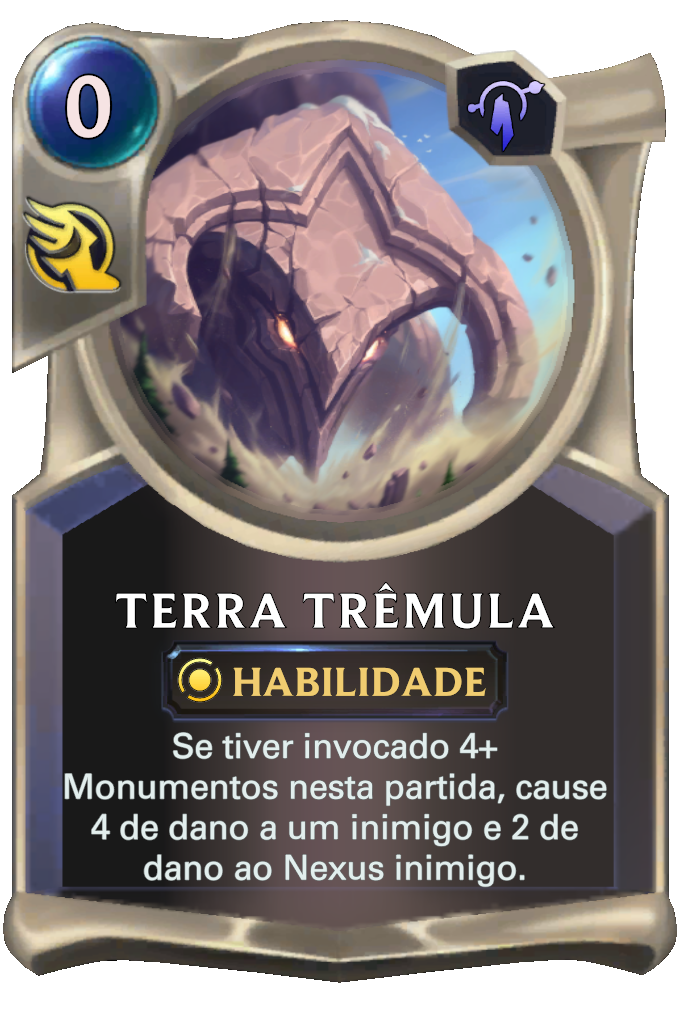 0
TERRA TRÊMULA
HABILIDADE
Se tiver invocado 4+
Monumentos nesta partida, cause
4 de dano a um inimigo e 2 de
dano ao Nexus inimigo.